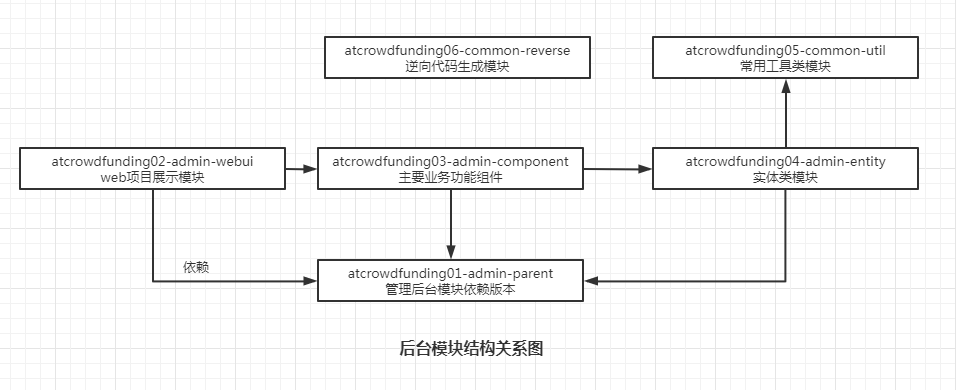 atcrowdfunding06-common-reverse
逆向代码生成模块
atcrowdfunding05-common-util
常用工具类模块
atcrowdfunding02-admin-webui
web项目展示模块
atcrowdfunding03-admin-component
主要业务功能组件
atcrowdfunding04-admin-entity
实体类模块
依赖
atcrowdfunding01-admin-parent
管理后台模块依赖版本
后台模块结构关系图